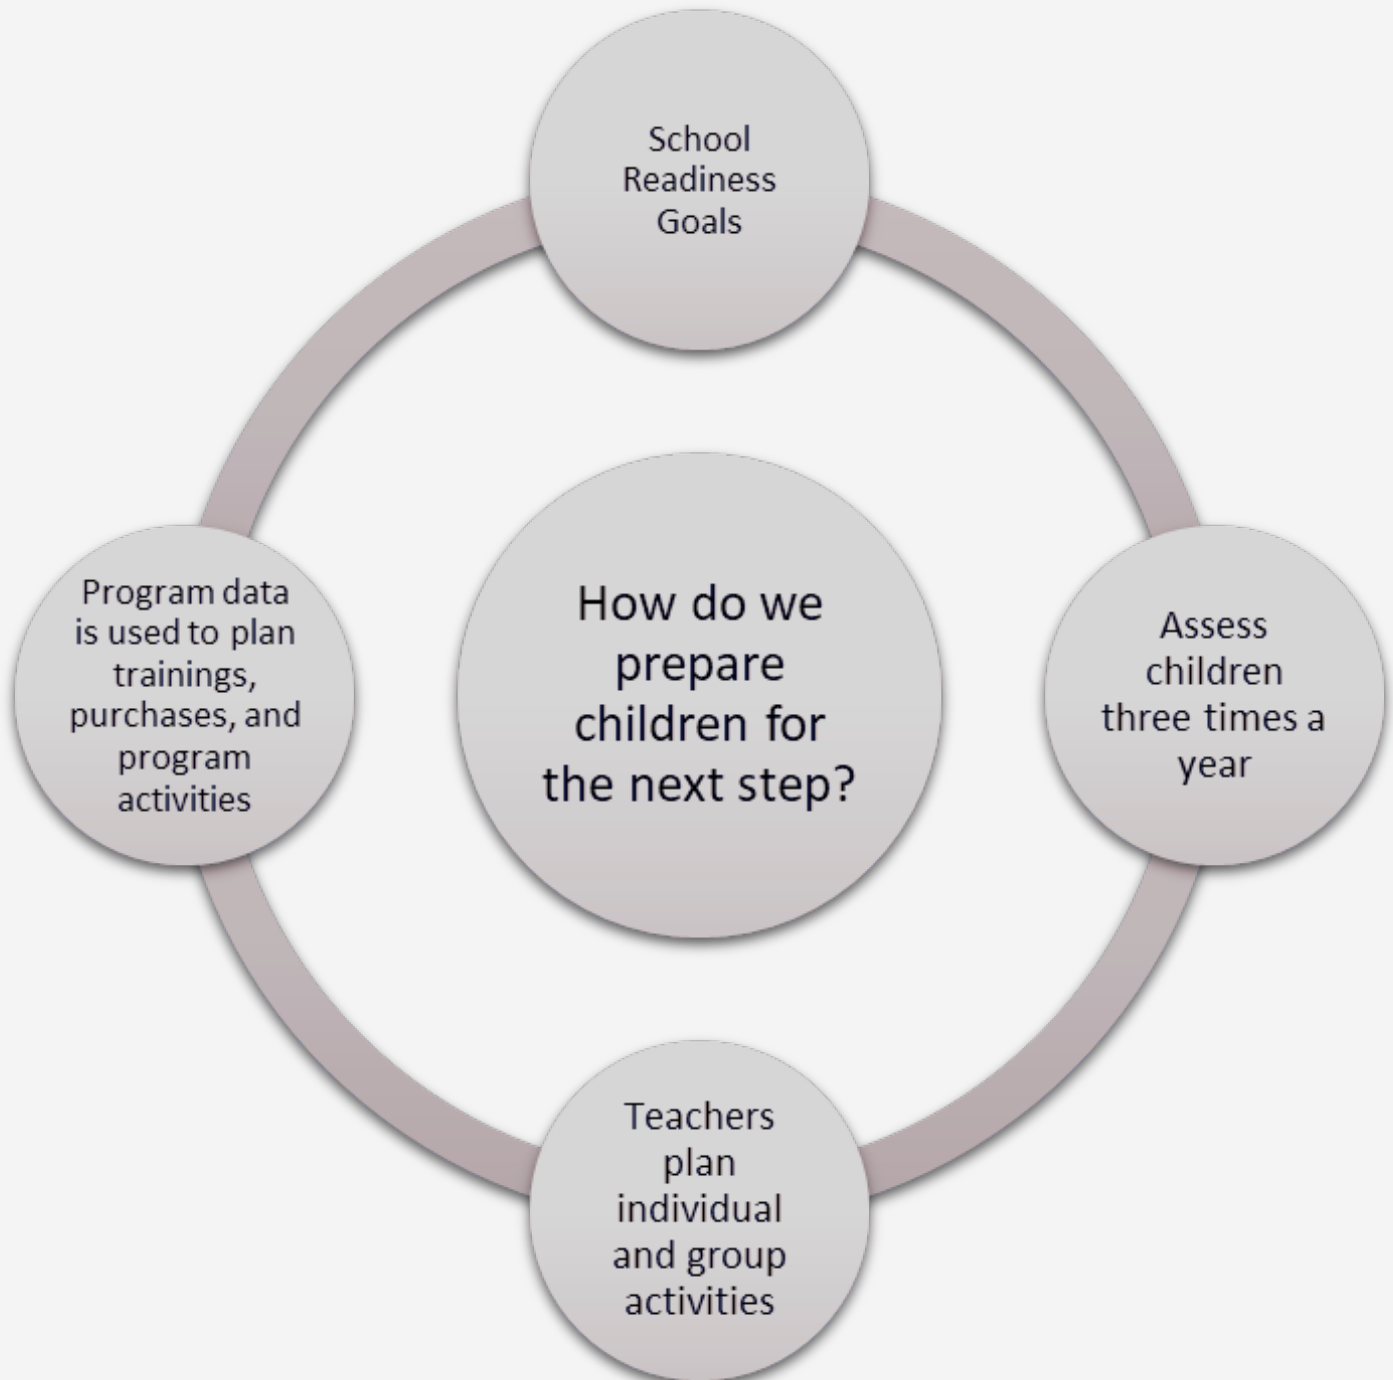 School
Readiness
Goals
Program data
is used to plan
trainings,
purchases, and
program
activities
How do we
prepare
children for
the next step?
Assess
children
three times a
year
Teachers
plan
individual
and group
activities